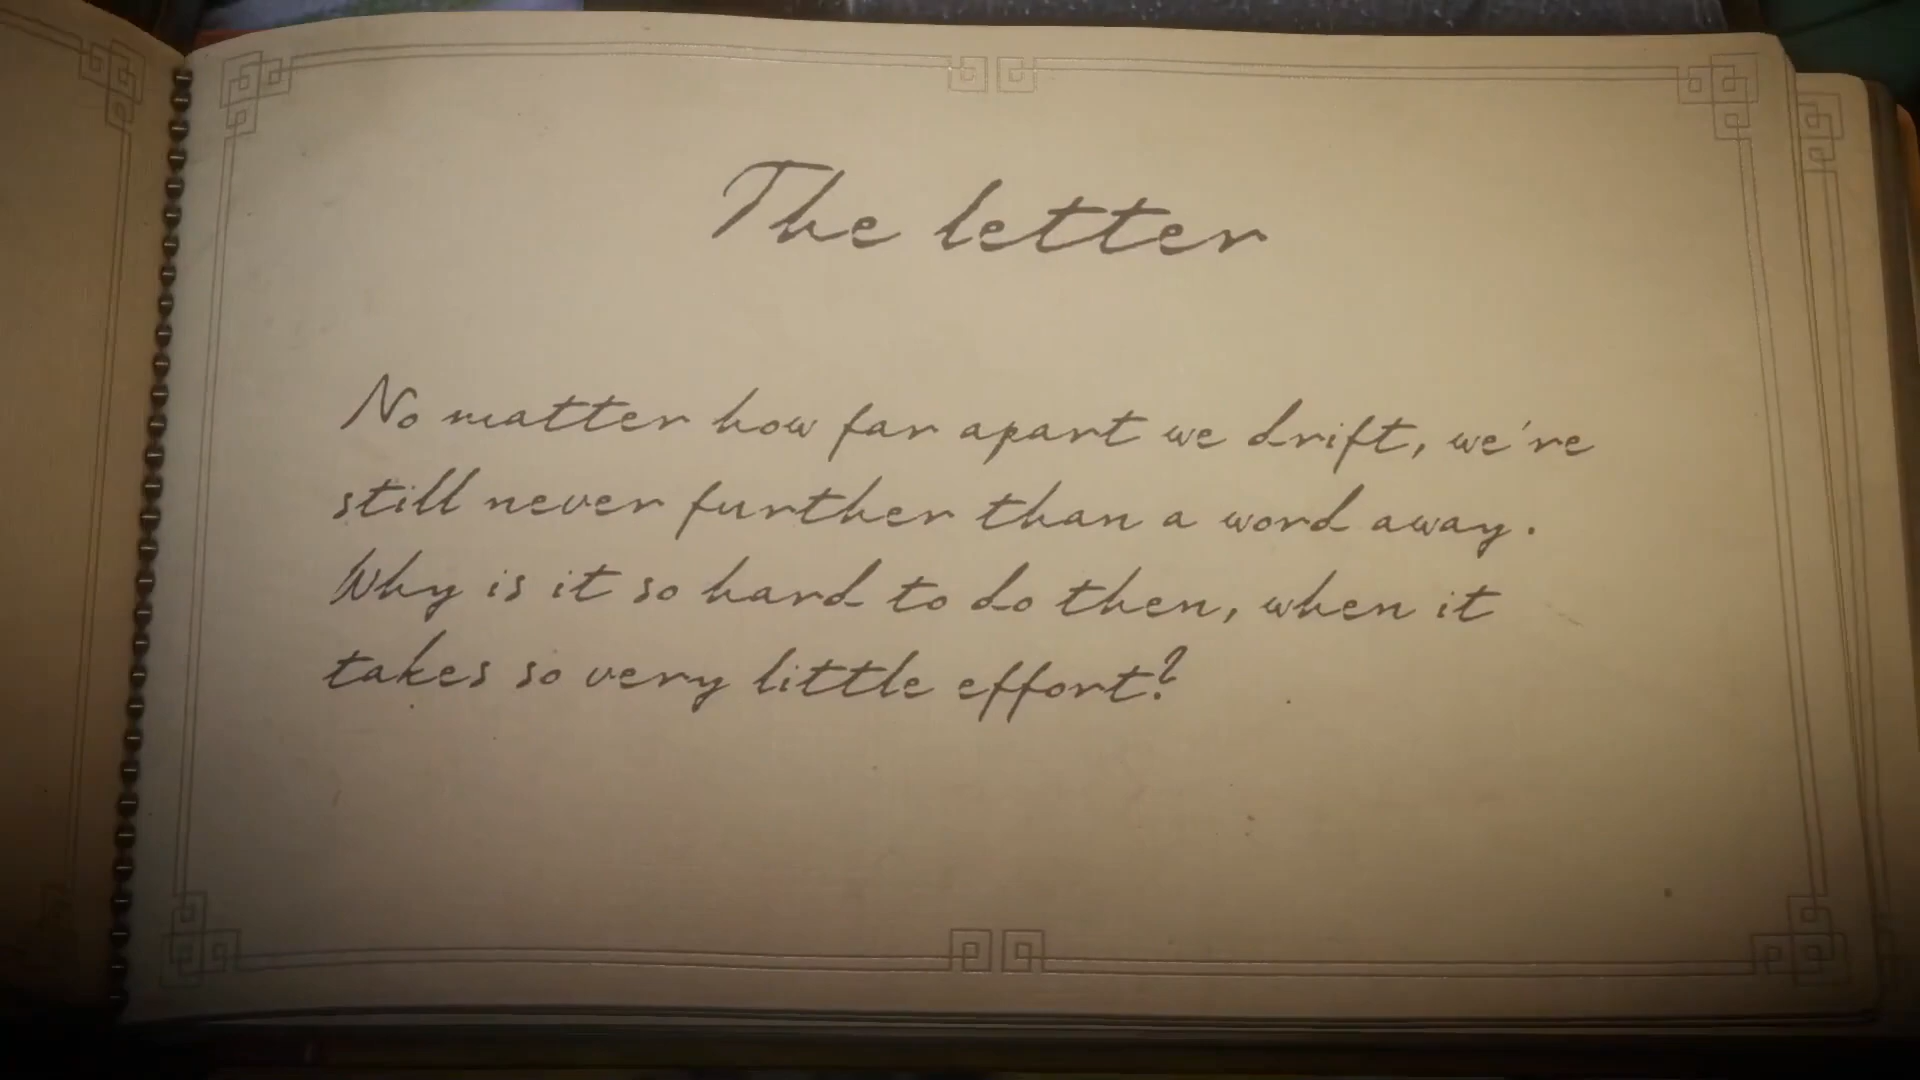 The letter
No matter how far apart we drift, we're
still never further than a word away.
Why is it so hard to do then, when it
takes so very little effort?